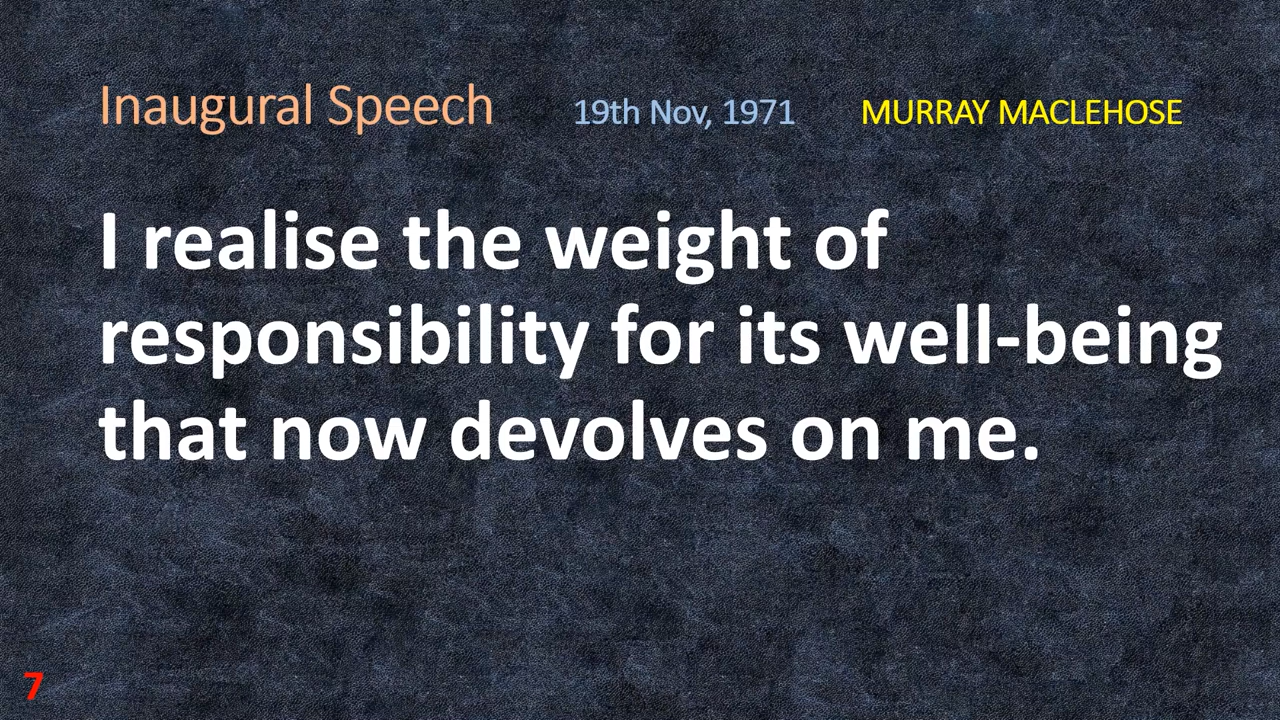 Inaugural Speech 19th Nov, 1971 MURRAY MACLEHOSE
I realise the weight of
responsibility for its well-being
that now devolves on me.
7